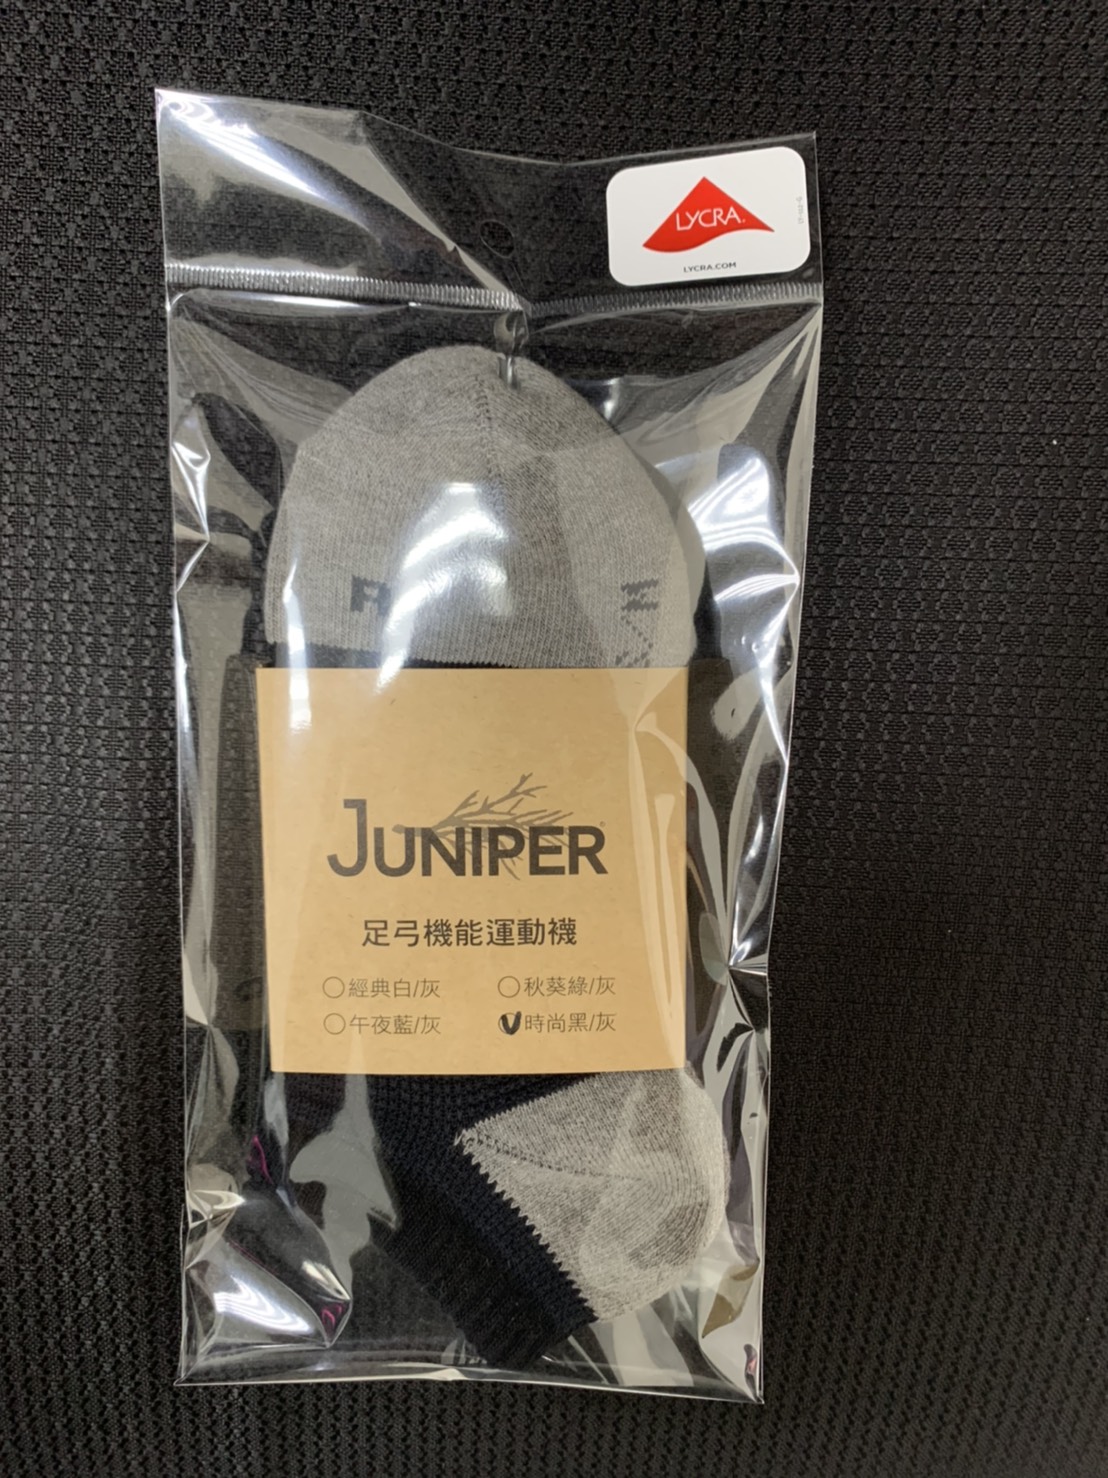 LYCRA
LYCRA.COM
R
M
JUNIPER
足弓機能運動襪
○經典白/灰 ○秋葵綠/灰
○午夜藍/灰 ○時尚黑/灰